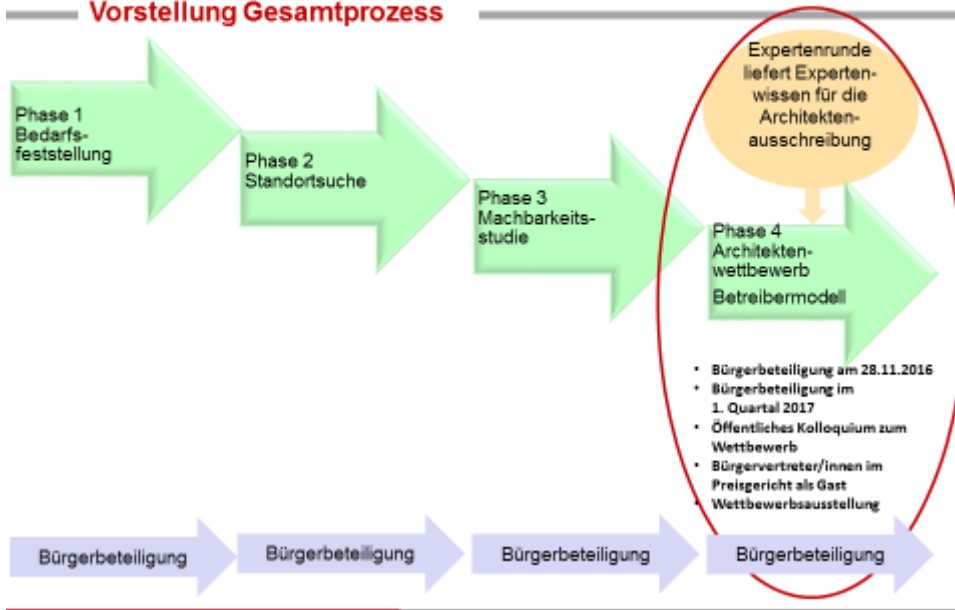 Vorstellung Gesamtprozess
Expertenrunde
liefert Experten-
wissen für die
Architekten-
ausschreibung
Phase 1
Bedarfs-
feststellung
Phase 2
Standortsuche
Phase 3
Machbarkeits-
studie
Phase 4
Architekten-
wettbewerb
Betreibermodell
• Bürgerbeteiligung am 28.11.2016
• Bürgerbeteiligung im
1. Quartal 2017
• Öffentliches Kolloquium zum
Wettbewerb
• Bürgervertreter/innen im
Preisgericht als Gast
• Wettbewerbsausstellung
Bürgerbeteiligung
Bürgerbeteiligung
Bürgerbeteiligung
Bürgerbeteiligung